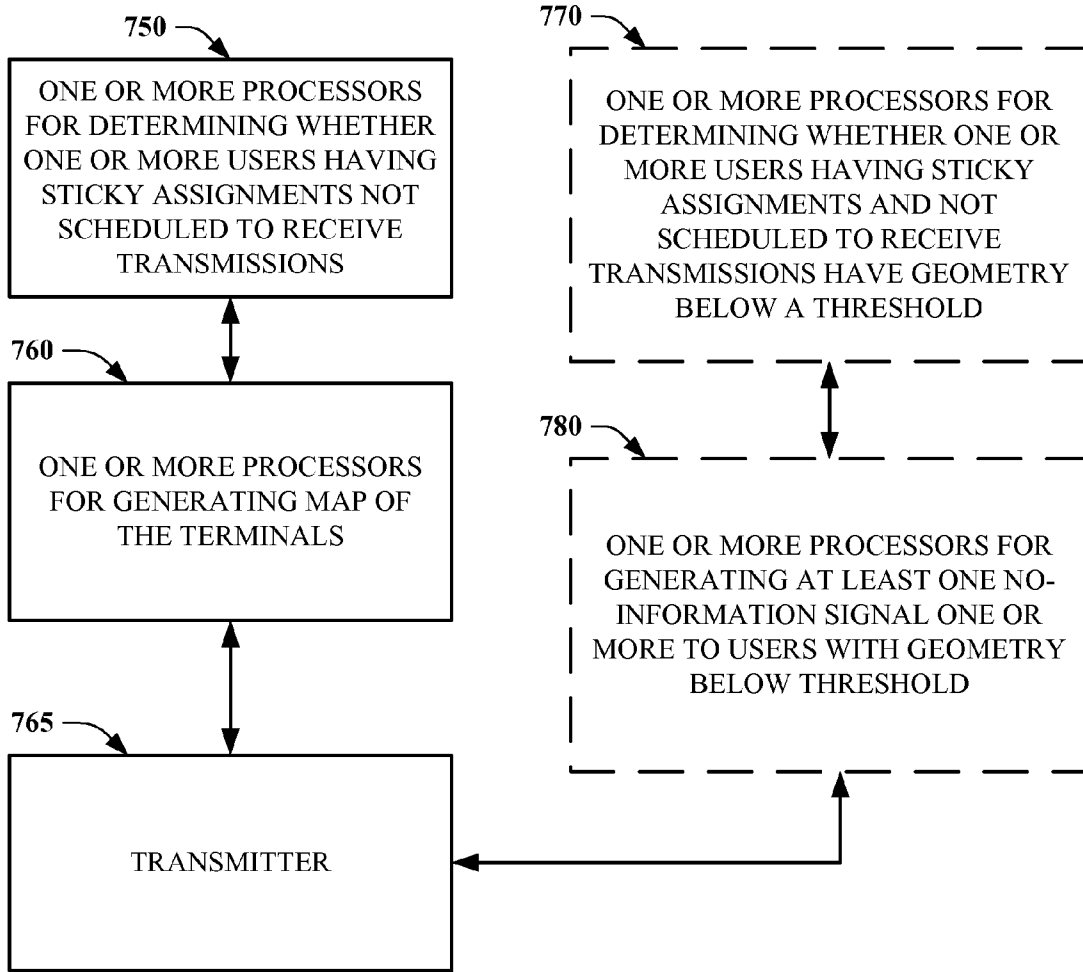 750
ONE OR MORE PROCESSORS
FOR DETERMINING WHETHER
ONE OR MORE USERS HAVING
STICKY ASSIGNMENTS NOT
SCHEDULED TO RECEIVE
TRANSMISSIONS
760
ONE OR MORE PROCESSORS
FOR GENERATING MAP OF
THE TERMINALS
765
TRANSMITTER
770
ONE OR MORE PROCESSORS FOR
DETERMINING WHETHER ONE OR
MORE USERS HAVING STICKY
ASSIGNMENTS AND NOT
SCHEDULED TO RECEIVE
TRANSMISSIONS HAVE GEOMETRY
BELOW A THRESHOLD
780
ONE OR MORE PROCESSORS FOR
GENERATING AT LEAST ONE NO-
INFORMATION SIGNAL ONE OR
MORE TO USERS WITH GEOMETRY
BELOW THRESHOLD